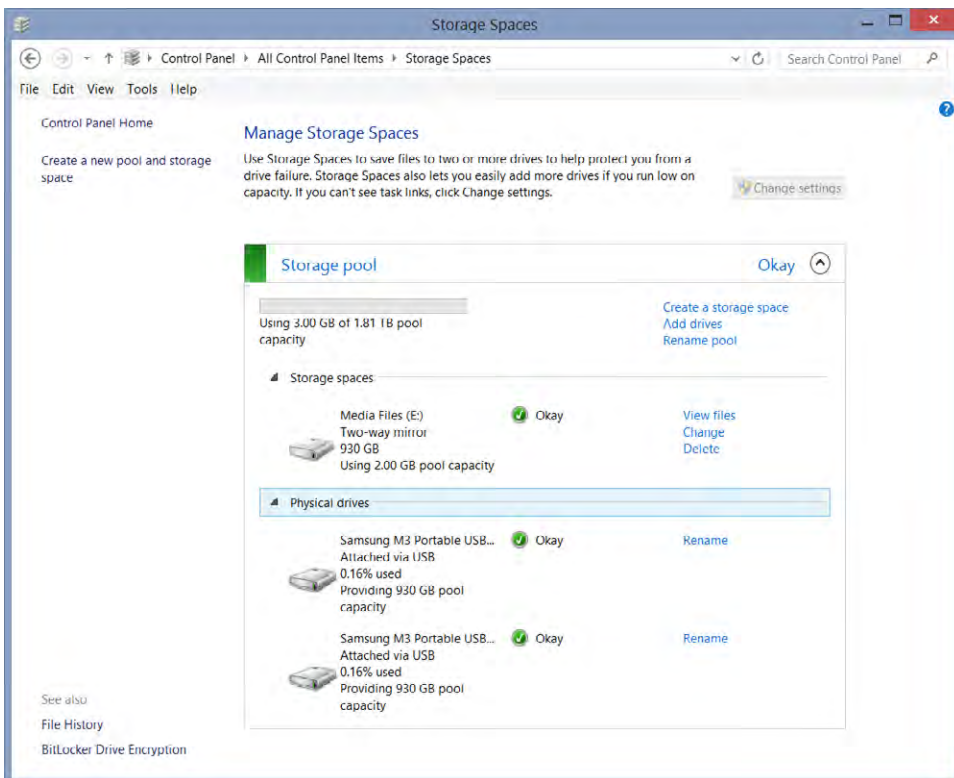 Storage Spaces
Control Panel All Control Panel Items Storage Spaces
Search Control Panel
File Edit View Tools Help
Control Panel Home
Create a new pool and storage
space
Manage Storage Spaces
Use Storage Spaces to save files to two or more drives to help protect you from a
drive failure. Storage Spaces also lets you easily add more drives if you run low on
capacity. If you can't see task links, click Change settings.
Change settings
Storage pool
Okay
Using 3.00 GB of 1.81 TB pool
capacity
Create a storage space
Add drives
Rename pool
Storage spaces
Media Files (E:)
Two-way mirror
930 GB
Using 2.00 GB pool capacity
Okay
View files
Change
Delete
Physical drives
Samsung M3 Portable USB...
Attached via USB
0.16% used
Providing 930 GB pool
capacity
Okay
Rename
Samsung M3 Portable USB...
Attached via USB
0.16% used
Providing 930 GB pool
capacity
Okay
Rename
See also
File History
BitLocker Drive Encryption